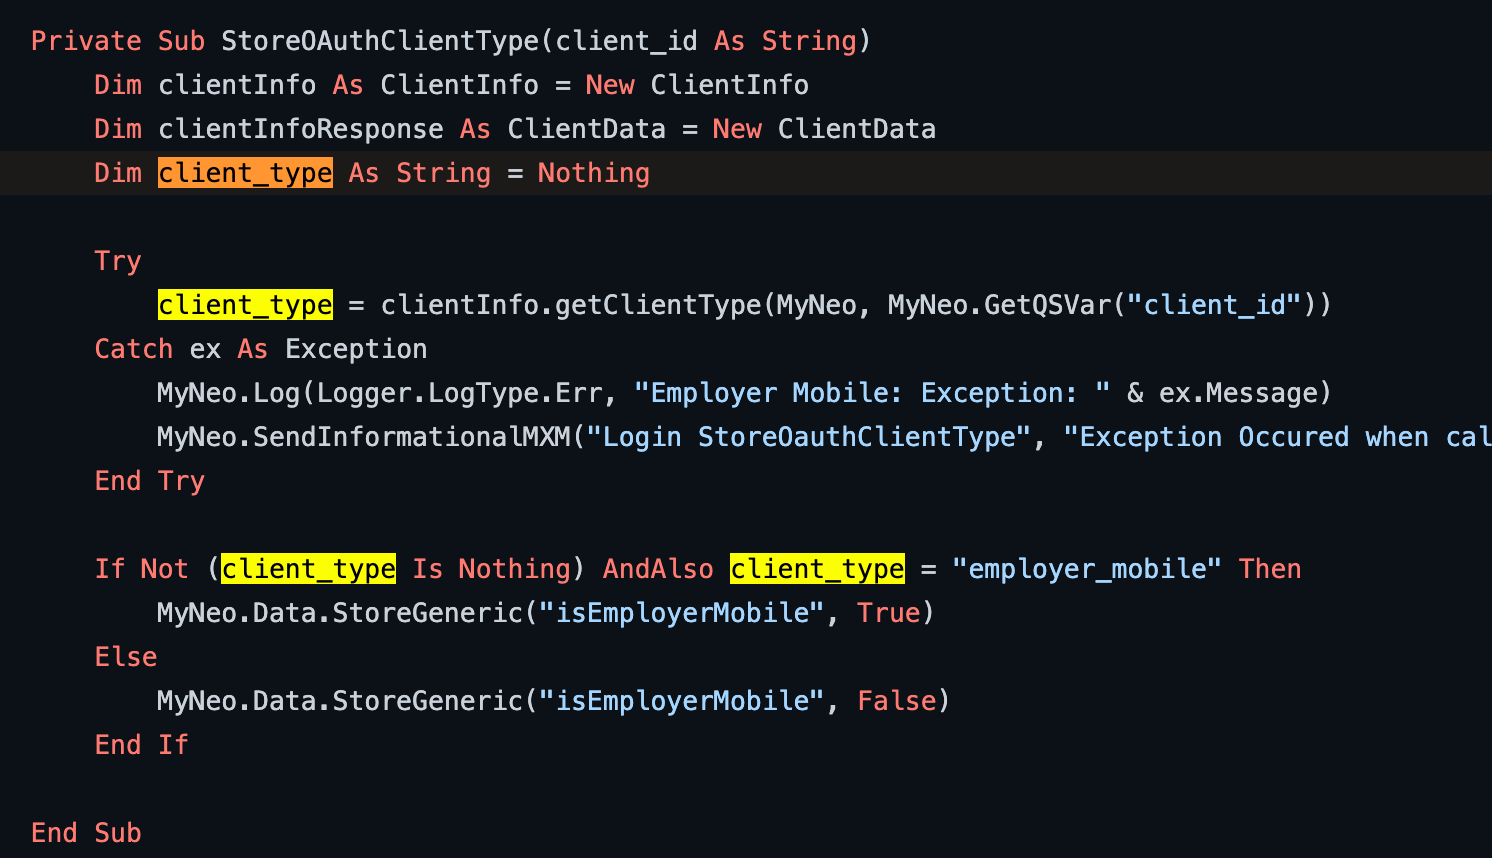 Private Sub StoreOAuthClientType(client_id As String)
    Dim clientInfo As ClientInfo = New ClientInfo
    Dim clientInfoResponse As ClientData = New ClientData
    Dim client_type As String = Nothing

    Try
        client_type = clientInfo.getClientType(MyNeo, MyNeo.GetQSVar("client_id"))
    Catch ex As Exception
        MyNeo.Log(Logger.LogType.Err, "Employer Mobile: Exception: " & ex.Message)
        MyNeo.SendInformationalMXM("Login StoreOauthClientType", "Exception Occured when cal
    End Try

    If Not (client_type Is Nothing) AndAlso client_type = "employer_mobile" Then
        MyNeo.Data.StoreGeneric("isEmployerMobile", True)
    Else
        MyNeo.Data.StoreGeneric("isEmployerMobile", False)
    End If

End Sub